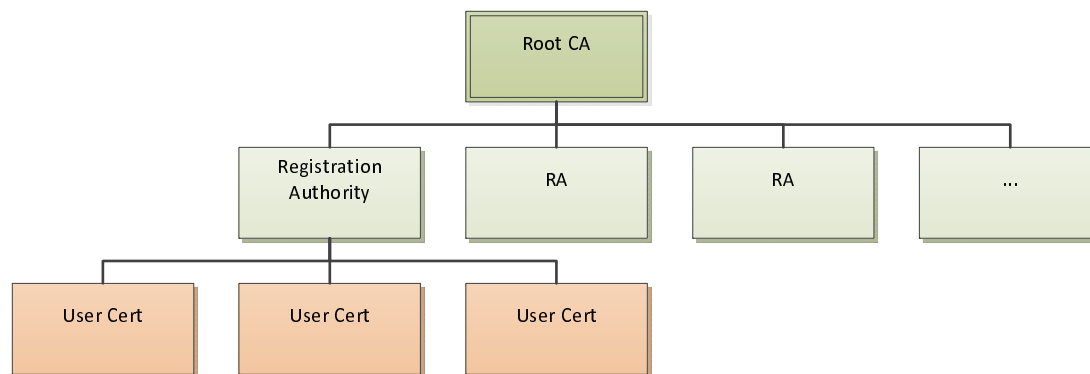 Root CA
Registration
Authority
RA
RA
...
User Cert
User Cert
User Cert